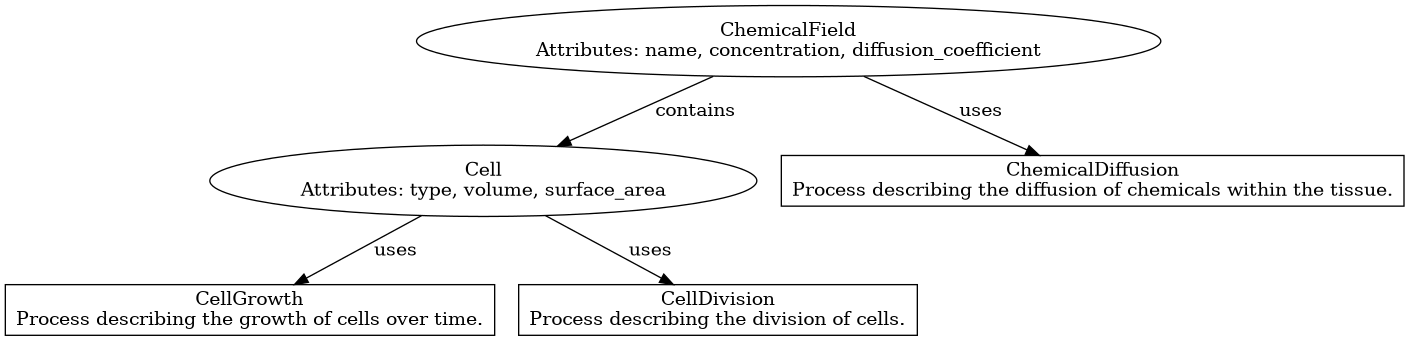 ChemicalField
Attributes: name, concentration, diffusion_coefficient
contains
uses
Cell
Attributes: type, volume, surface_area
ChemicalDiffusion
Process describing the diffusion of chemicals within the tissue.
uses
uses
CellGrowth
Process describing the growth of cells over time.
CellDivision
Process describing the division of cells.